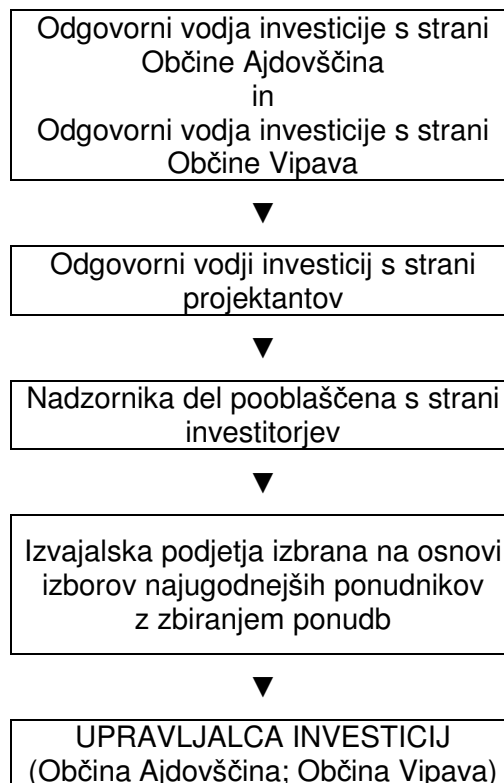 Odgovorni vodja investicije s strani
Občine Ajdovščina
in
Odgovorni vodja investicije s strani
Občine Vipava
Odgovorni vodji investicij s strani
projektantov
Nadzornika del pooblaščena s strani
investitorjev
Izvajalska podjetja izbrana na osnovi
izborov najugodnejših ponudnikov
z zbiranjem ponudb
UPRAVLJALCA INVESTICIJ
(Občina Ajdovščina; Občina Vipava)